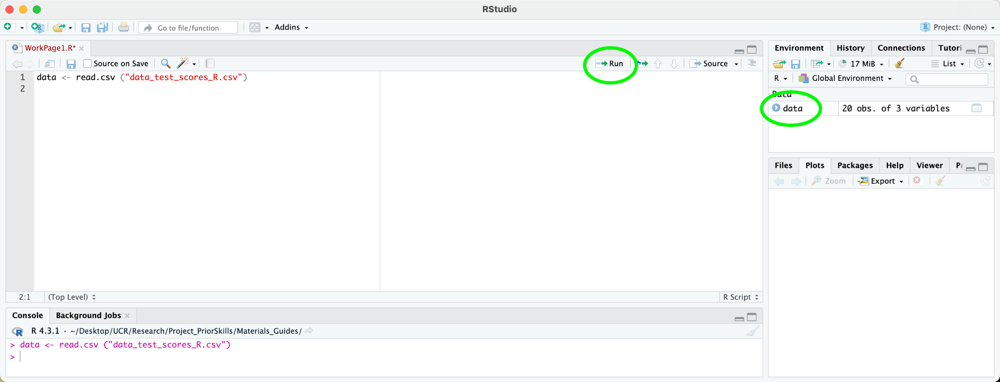 RStudio
Go to file/function Addins Project: (None)
WorkPage1.R*
Source on Save Run Source
1 data <- read.csv ("data_test_scores_R.csv")
2
2:1 (Top Level) R Script
Console Background Jobs
R 4.3.1 · ~/Desktop/UCR/Research/Project_PriorSkills/Materials_Guides/
> data <- read.csv ("data_test_scores_R.csv")
>
Environment History Connections Tutori
17 MiB List
R Global Environment
Data
data 20 obs. of 3 variables
Files Plots Packages Help Viewer
Zoom Export